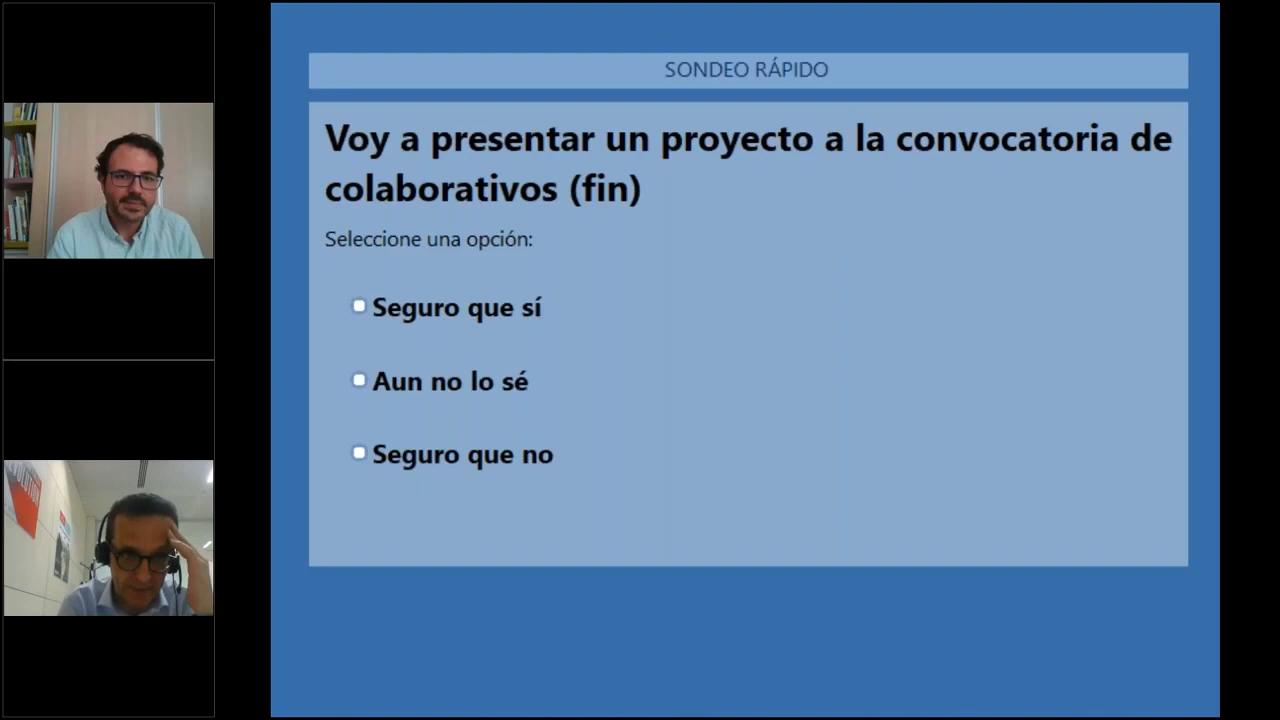 SONDEO RÁPIDO
Voy a presentar un proyecto a la convocatoria de
colaborativos (fin)
Seleccione una opción:
Seguro que sí
Aun no lo sé
Seguro que no